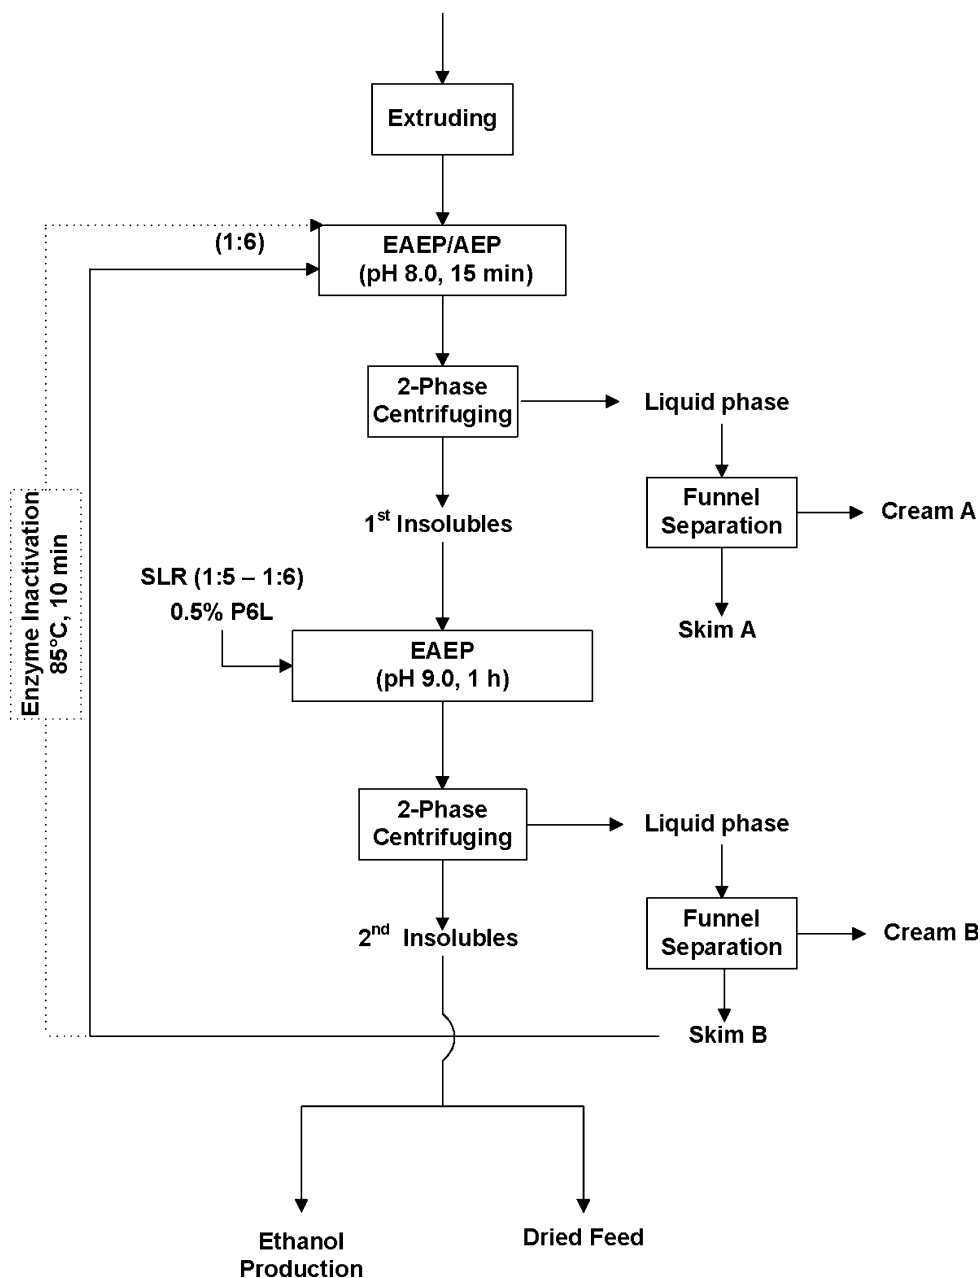 Extruding
(1:6)
EAEP/AEP
(pH 8.0, 15 min)
2-Phase
Centrifuging
Liquid phase
Funnel
Separation
Cream A
Skim A
1st Insolubles
Enzyme Inactivation
85°C, 10 min
SLR (1:5 – 1:6)
0.5% P6L
EAEP
(pH 9.0, 1 h)
2-Phase
Centrifuging
Liquid phase
Funnel
Separation
Cream B
Skim B
2nd Insolubles
Ethanol
Production
Dried Feed